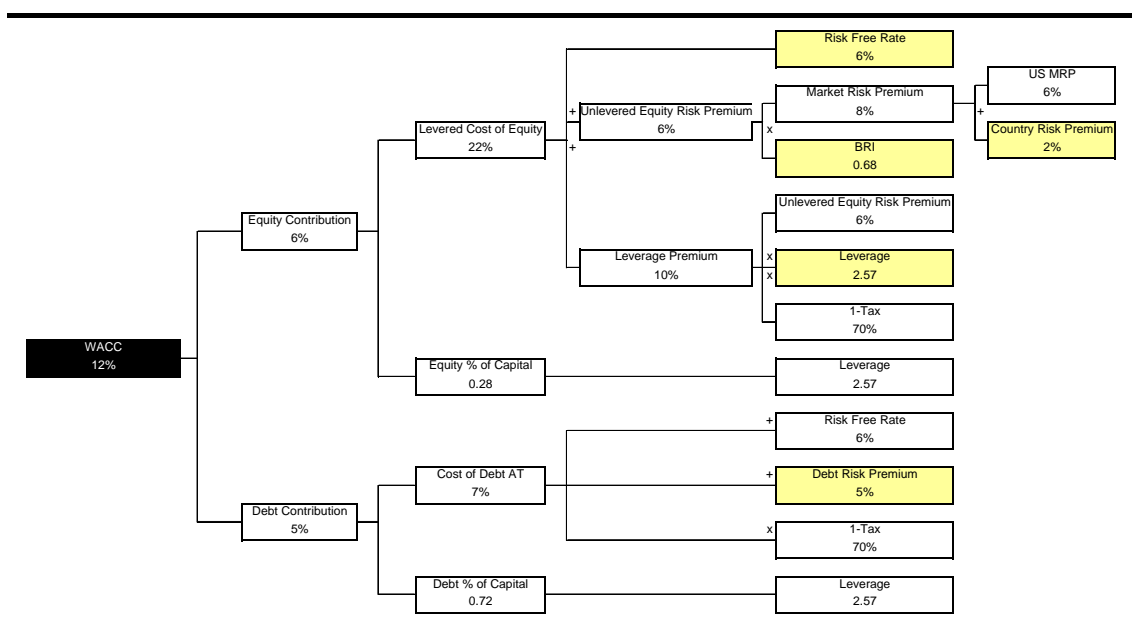 Risk Free Rate
6%
US MRP
6%
Market Risk Premium
8%
+
Unlevered Equity Risk Premium
6%
+
x
Country Risk Premium
2%
Levered Cost of Equity
22%
+
BRI
0.68
Unlevered Equity Risk Premium
6%
Equity Contribution
6%
Leverage Premium
10%
x
x
Leverage
2.57
1-Tax
70%
WACC
12%
Equity % of Capital
0.28
Leverage
2.57
+
Risk Free Rate
6%
Cost of Debt AT
7%
+
Debt Risk Premium
5%
Debt Contribution
5%
x
1-Tax
70%
Debt % of Capital
0.72
Leverage
2.57